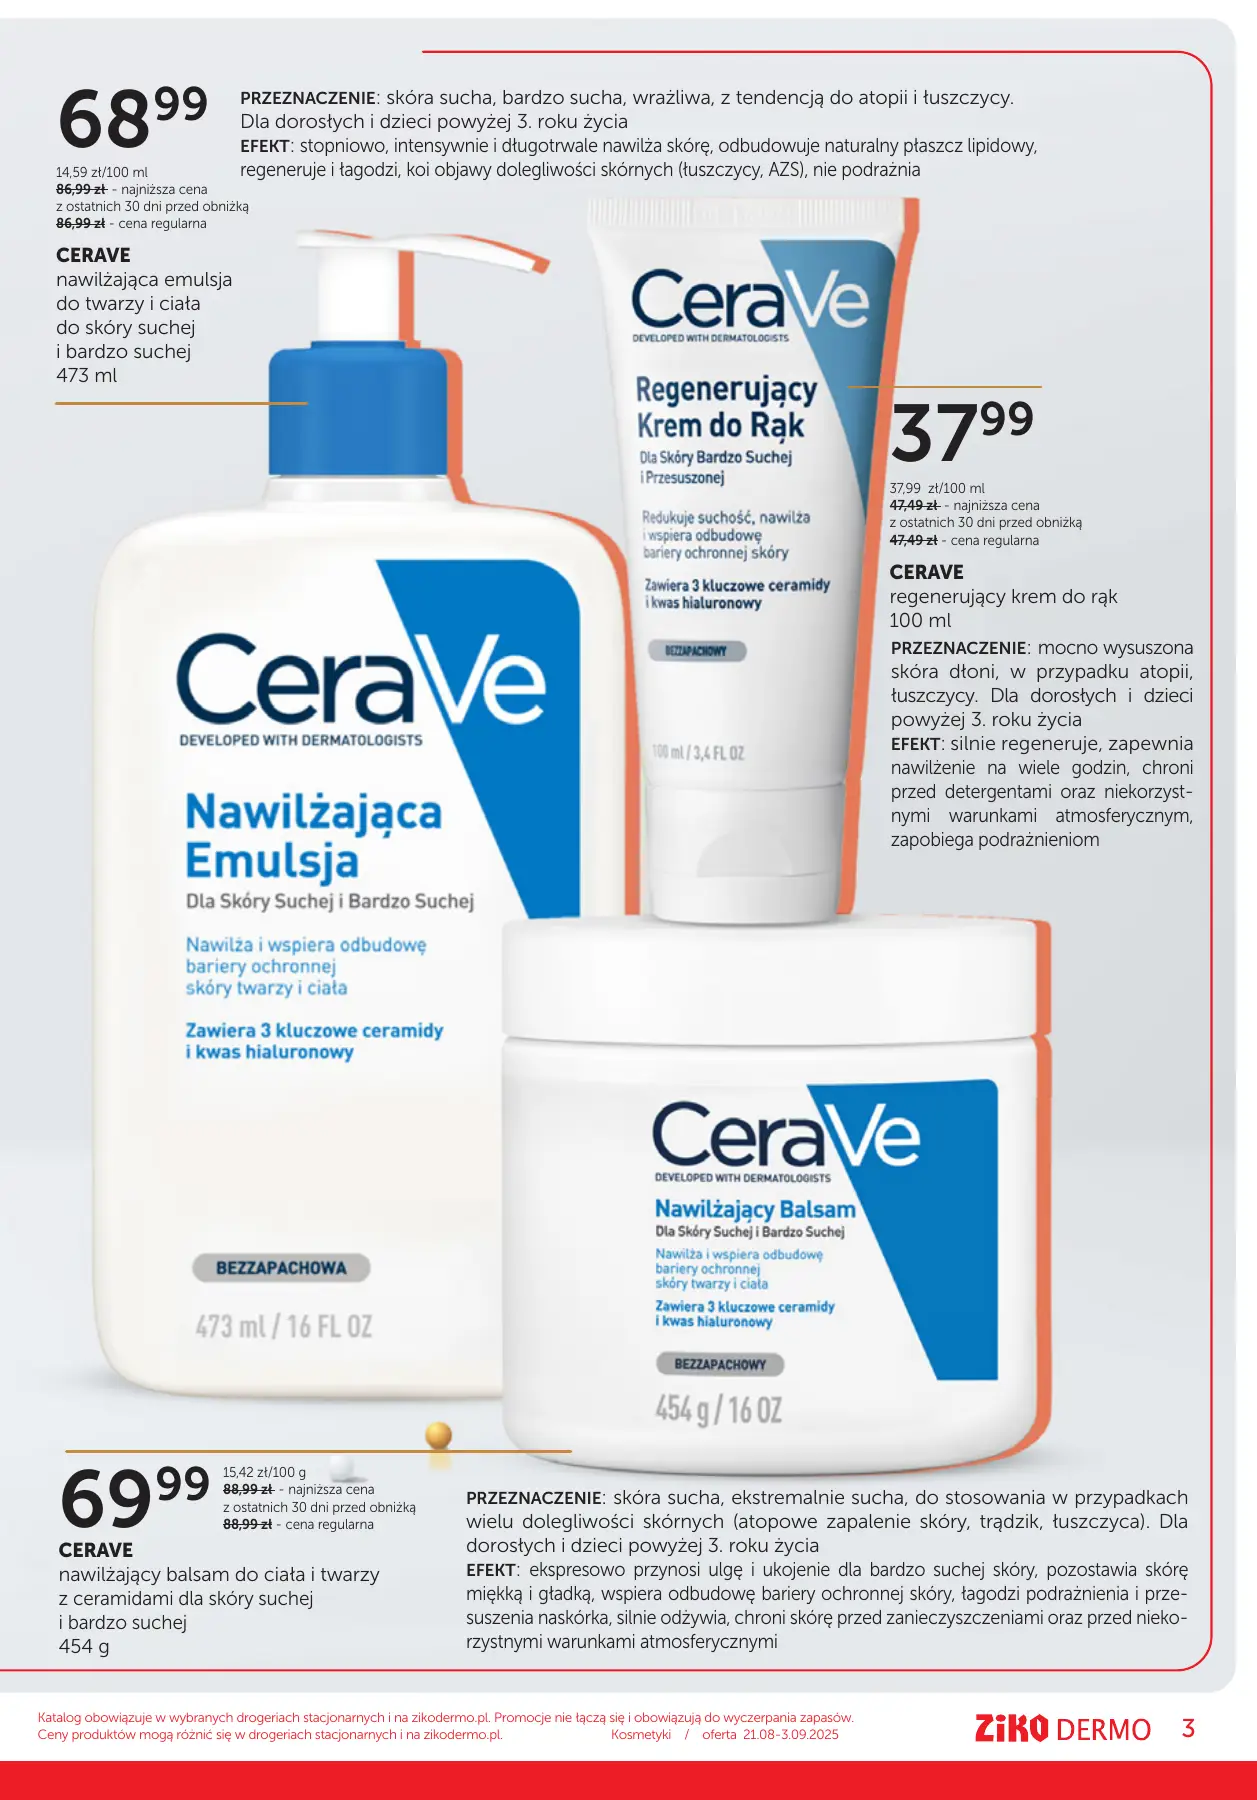 68⁹⁹
14,59 zł/100 ml
86,99 zł - najniższa cena
z ostatnich 30 dni przed obniżką
86,99 zł - cena regularna
CERAVE
nawilżająca emulsja
do twarzy i ciała
do skóry suchej
i bardzo suchej
473 ml
PRZEZNACZENIE: skóra sucha, bardzo sucha, wrażliwa, z tendencją do atopii i łuszczycy.
Dla dorosłych i dzieci powyżej 3. roku życia
EFEKT: stopniowo, intensywnie i długotrwale nawilża skórę, odbudowuje naturalny płaszcz lipidowy,
regeneruje i łagodzi, koi objawy dolegliwości skórnych (łuszczycy, AZS), nie podrażnia
CeraVe
DEVELOPED WITH DERMATOLOGISTS
Regenerujący
Krem do Rąk
Dla Skóry Bardzo Suchej
i Przesuszonej
Redukuje suchość, nawilża
i wspiera odbudowę
bariery ochronnej skóry
Zawiera 3 kluczowe ceramidy
i kwas hialuronowy
BEZZAPACHOWY
100 ml / 3,4 FL OZ
37⁹⁹
37,99 zł/100 ml
47,49 zł - najniższa cena
z ostatnich 30 dni przed obniżką
47,49 zł - cena regularna
CERAVE
regenerujący krem do rąk
100 ml
PRZEZNACZENIE: mocno wysuszona
skóra dłoni, w przypadku atopii,
łuszczycy. Dla dorosłych i dzieci
powyżej 3. roku życia
EFEKT: silnie regeneruje, zapewnia
nawilżenie na wiele godzin, chroni
przed detergentami oraz niekorzyst-
nymi warunkami atmosferycznym,
zapobiega podrażnieniom
CeraVe
DEVELOPED WITH DERMATOLOGISTS
Nawilżająca
Emulsja
Dla Skóry Suchej i Bardzo Suchej
Nawilża i wspiera odbudowę
bariery ochronnej
skóry twarzy i ciała
Zawiera 3 kluczowe ceramidy
i kwas hialuronowy
BEZZAPACHOWA
473 ml / 16 FL OZ
CeraVe
DEVELOPED WITH DERMATOLOGISTS
Nawilżający Balsam
Dla Skóry Suchej i Bardzo Suchej
Nawilża i wspiera odbudowę
bariery ochronnej
skóry twarzy i ciała
Zawiera 3 kluczowe ceramidy
i kwas hialuronowy
BEZZAPACHOWY
454 g / 16 OZ
69⁹⁹
15,42 zł/100 g
88,99 zł - najniższa cena
z ostatnich 30 dni przed obniżką
88,99 zł - cena regularna
CERAVE
nawilżający balsam do ciała i twarzy
z ceramidami dla skóry suchej
i bardzo suchej
454 g
PRZEZNACZENIE: skóra sucha, ekstremalnie sucha, do stosowania w przypadkach
wielu dolegliwości skórnych (atopowe zapalenie skóry, trądzik, łuszczyca). Dla
dorosłych i dzieci powyżej 3. roku życia
EFEKT: ekspresowo przynosi ulgę i ukojenie dla bardzo suchej skóry, pozostawia skórę
miękką i gładką, wspiera odbudowę bariery ochronnej skóry, łagodzi podrażnienia i prze-
suszenia naskórka, silnie odżywia, chroni skórę przed zanieczyszczeniami oraz przed nieko-
rzystnymi warunkami atmosferycznymi
Katalog obowiązuje w wybranych drogeriach stacjonarnych i na zikodermo.pl. Promocje nie łączą się i obowiązują do wyczerpania zapasów.
Ceny produktów mogą różnić się w drogeriach stacjonarnych i na zikodermo.pl.
Kosmetyki / oferta 21.08-3.09.2025
ZIKO DERMO
3